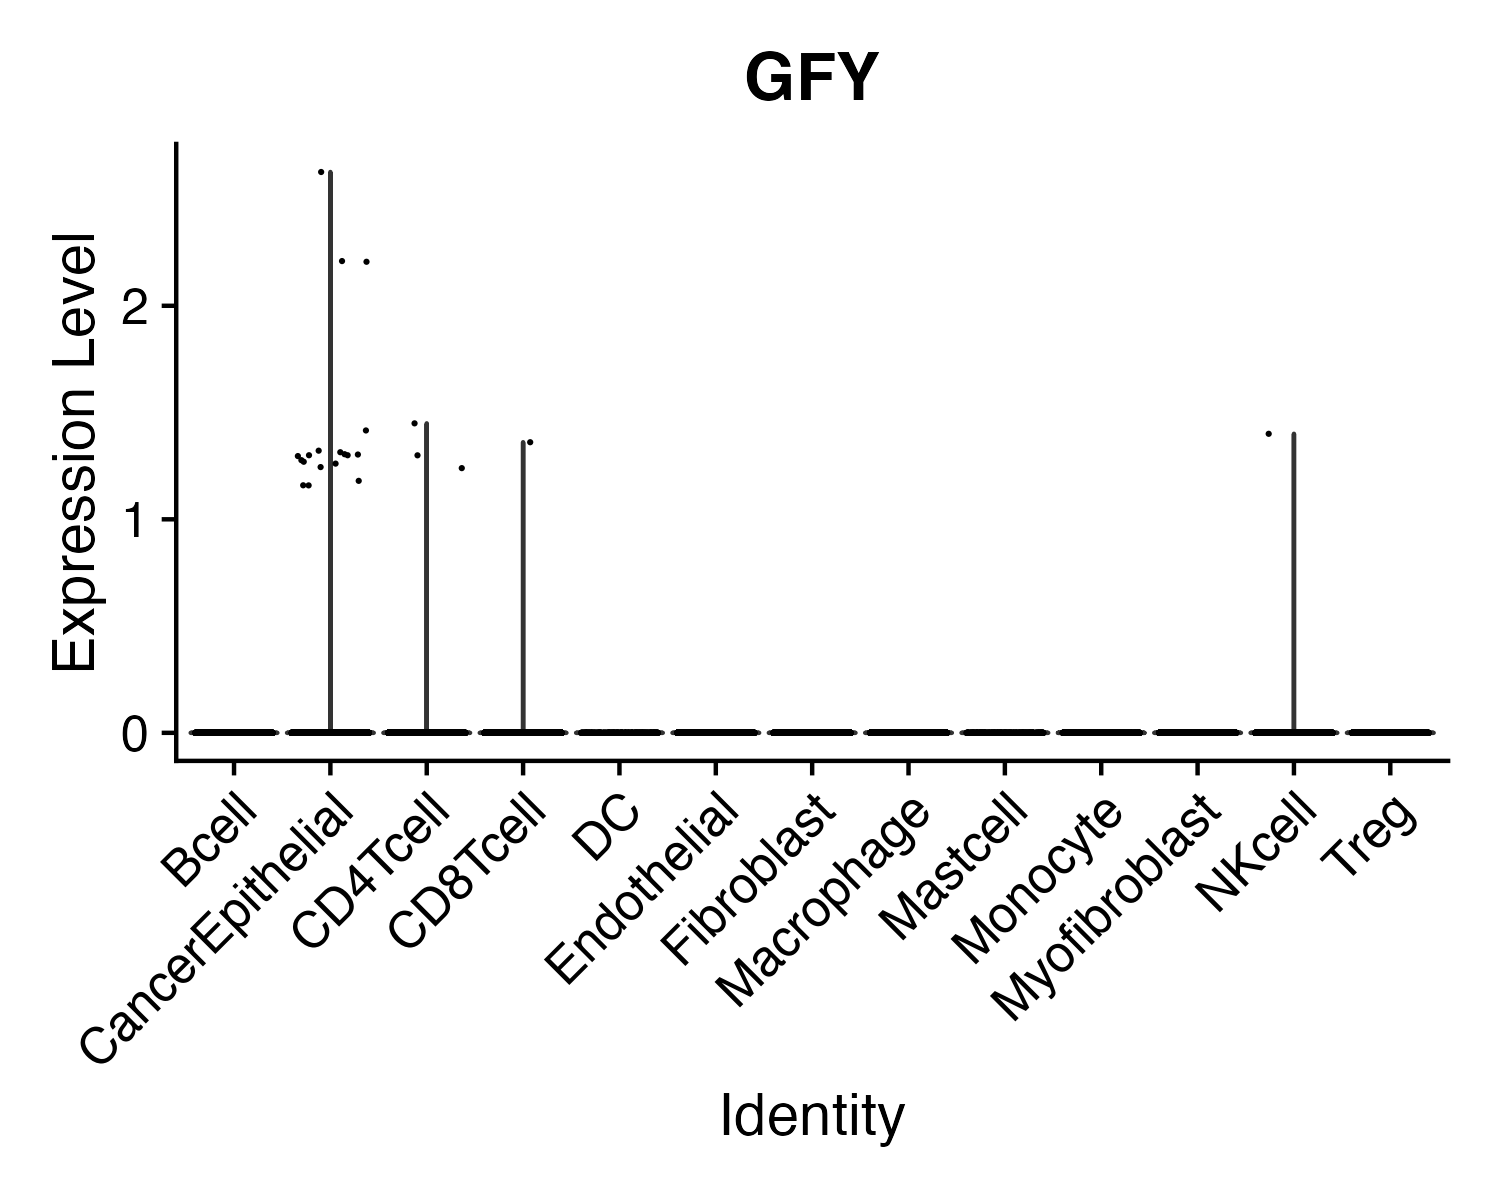 GFY
Expression Level
2
1
0
Bcell
CancerEpithelial
CD4Tcell
CD8Tcell
DC
Endothelial
Fibroblast
Macrophage
Mastcell
Monocyte
Myofibroblast
NKcell
Treg
Identity